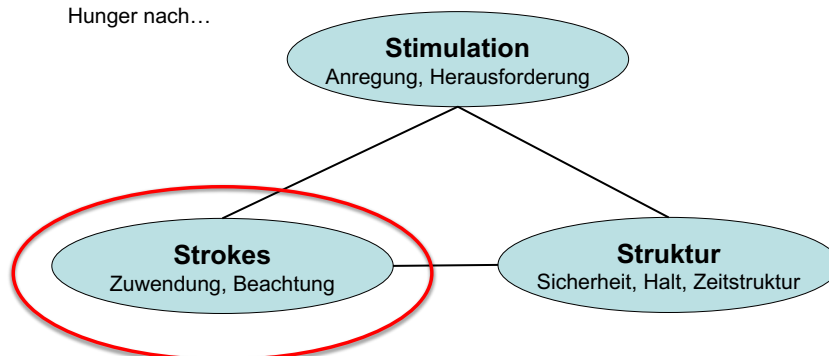 Hunger nach…
Stimulation
Anregung, Herausforderung
Strokes
Zuwendung, Beachtung
Struktur
Sicherheit, Halt, Zeitstruktur